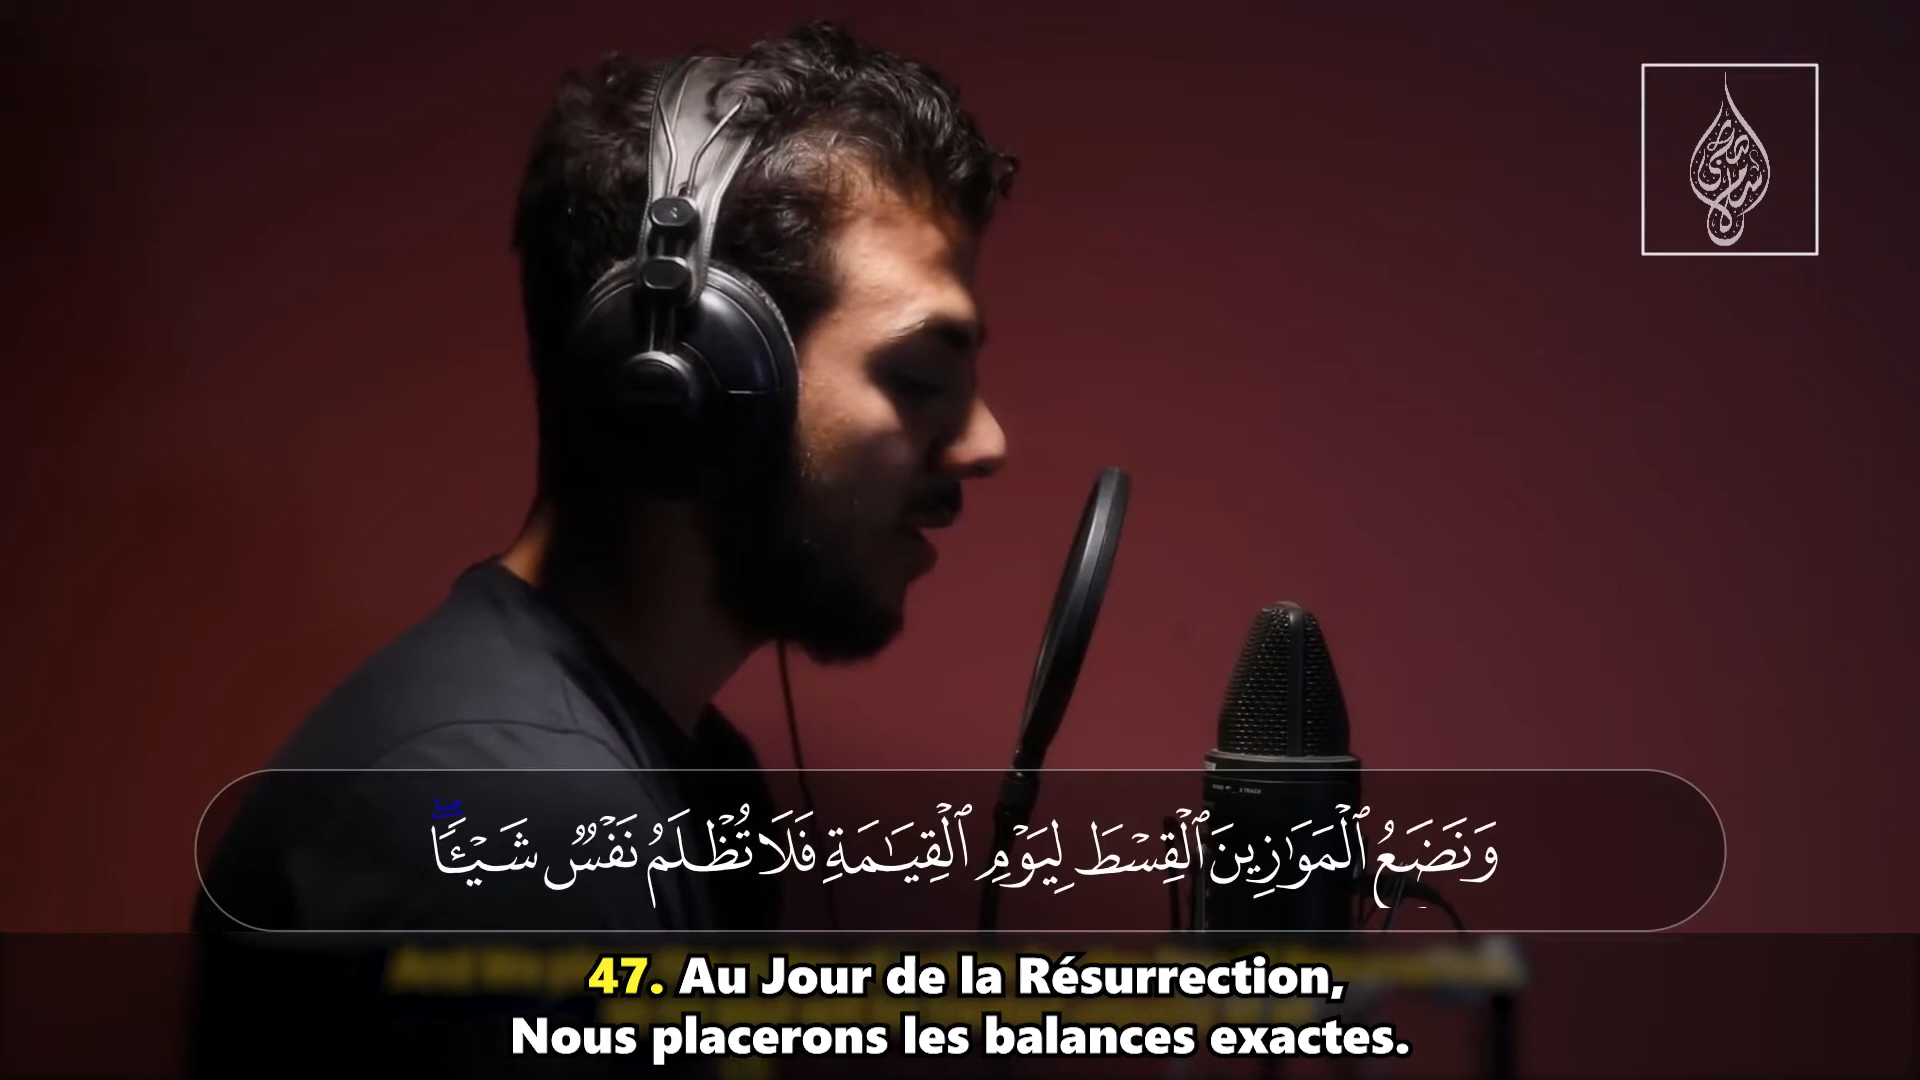 وَنَضَعُ ٱلْمَوَٰزِينَ ٱلْقِسْطَ لِيَوْمِ ٱلْقِيَـٰمَةِ فَلَا تُظْلَمُ نَفْسٌ شَيْـًٔا ۖ
47. Au Jour de la Résurrection,
Nous placerons les balances exactes.